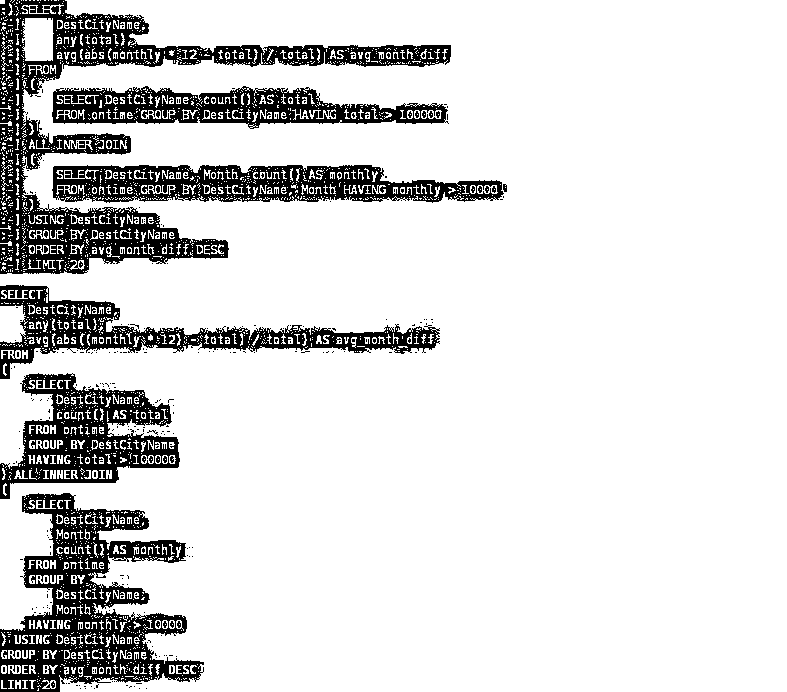 :) SELECT
:-] DestCityName,
:-] any(total),
:-] avg(abs(monthly * 12 - total) / total) AS avg_month_diff
:-] FROM
:-] (
:-] SELECT DestCityName, count() AS total
:-] FROM ontime GROUP BY DestCityName HAVING total > 100000
:-] )
:-] ALL INNER JOIN
:-] (
:-] SELECT DestCityName, Month, count() AS monthly
:-] FROM ontime GROUP BY DestCityName, Month HAVING monthly > 10000
:-] )
:-] USING DestCityName
:-] GROUP BY DestCityName
:-] ORDER BY avg_month_diff DESC
:-] LIMIT 20
SELECT
DestCityName,
any(total),
avg(abs((monthly * 12) - total) / total) AS avg_month_diff
FROM
(
SELECT
DestCityName,
count() AS total
FROM ontime
GROUP BY DestCityName
HAVING total > 100000
) ALL INNER JOIN
(
SELECT
DestCityName,
Month,
count() AS monthly
FROM ontime
GROUP BY
DestCityName,
Month
HAVING monthly > 10000
) USING DestCityName
GROUP BY DestCityName
ORDER BY avg_month_diff DESC
LIMIT 20